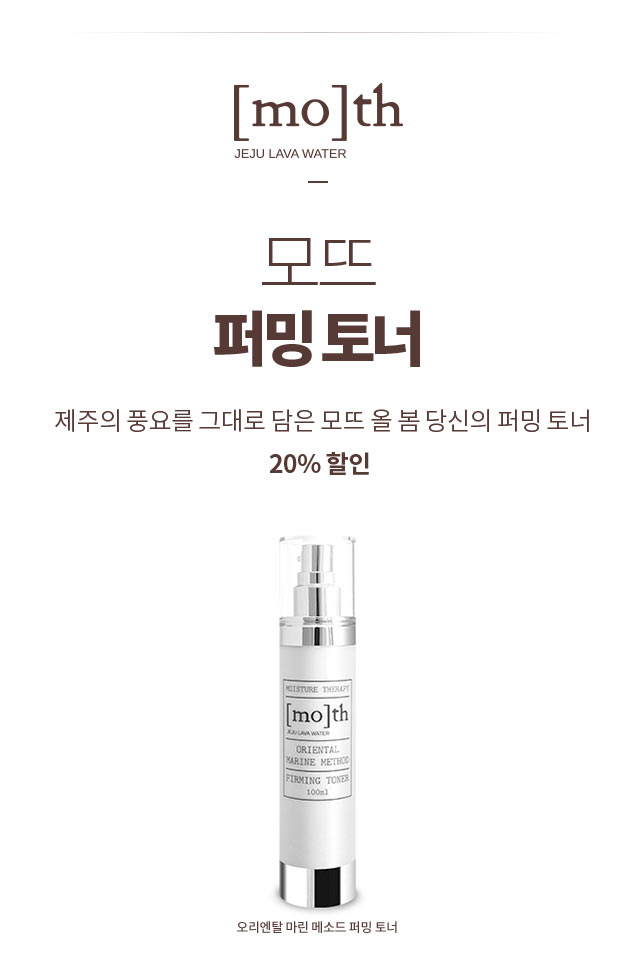 [mo]th
JEJU LAVA WATER
모뜨
퍼밍 토너
제주의 풍요를 그대로 담은 모뜨 올 봄 당신의 퍼밍 토너
20% 할인
MOISTURE THERAPY
[mo]th
JEJU LAVA WATER
ORIENTAL
MARINE METHOD
FIRMING TONER
100ml
오리엔탈 마린 메소드 퍼밍 토너